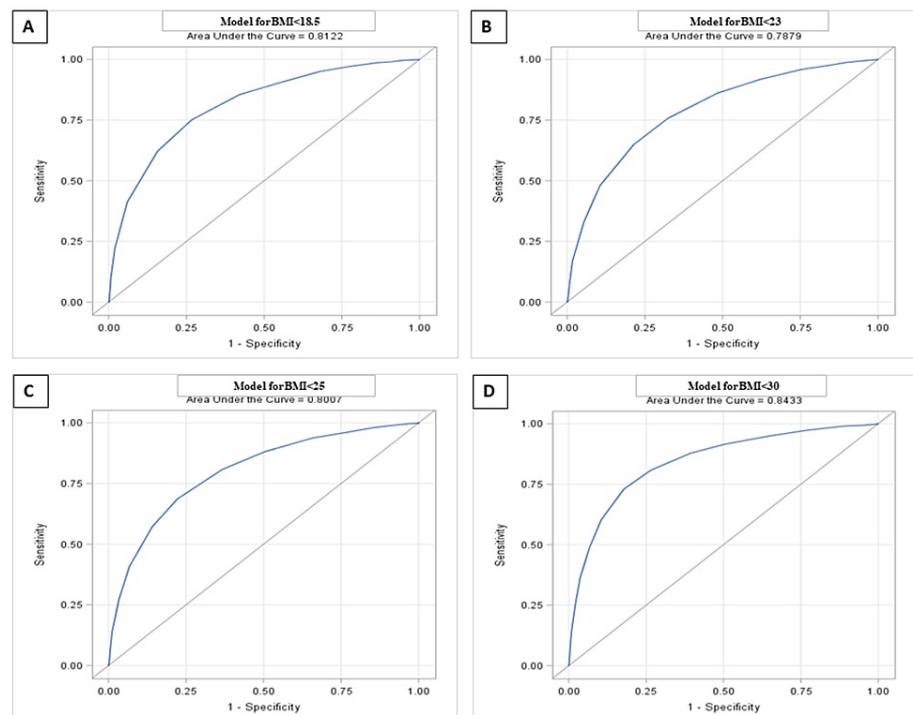 A
Model forBMI<18.5
Area Under the Curve = 0.8122
1.00
0.75
0.50
0.25
0.00
Sensitivity
0.00 0.25 0.50 0.75 1.00
1 - Specificity
B
Model forBMI<23
Area Under the Curve = 0.7879
1.00
0.75
0.50
0.25
0.00
Sensitivity
0.00 0.25 0.50 0.75 1.00
1 - Specificity
C
Model forBMI<25
Area Under the Curve = 0.8007
1.00
0.75
0.50
0.25
0.00
Sensitivity
0.00 0.25 0.50 0.75 1.00
1 - Specificity
D
Model forBMI<30
Area Under the Curve = 0.8433
1.00
0.75
0.50
0.25
0.00
Sensitivity
0.00 0.25 0.50 0.75 1.00
1 - Specificity